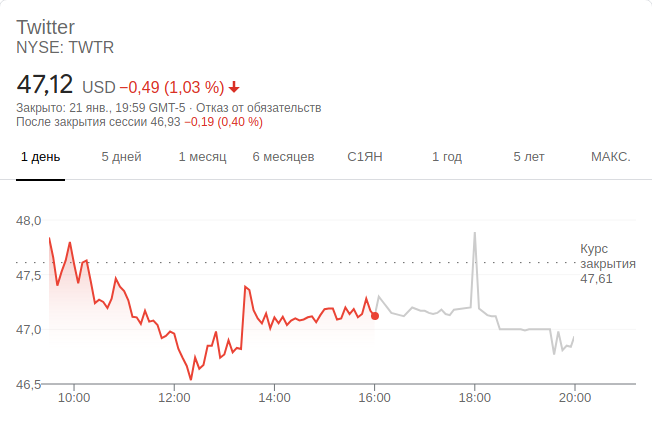 Twitter
NYSE: TWTR
47,12 USD −0,49 (1,03 %)
Закрыто: 21 янв., 19:59 GMT-5 · Отказ от обязательств
После закрытия сессии 46,93 −0,19 (0,40 %)
1 день 5 дней 1 месяц 6 месяцев С1ЯН 1 год 5 лет МАКС.
48,0
Курс
закрытия
47,61
47,5
47,0
46,5
10:00 12:00 14:00 16:00 18:00 20:00